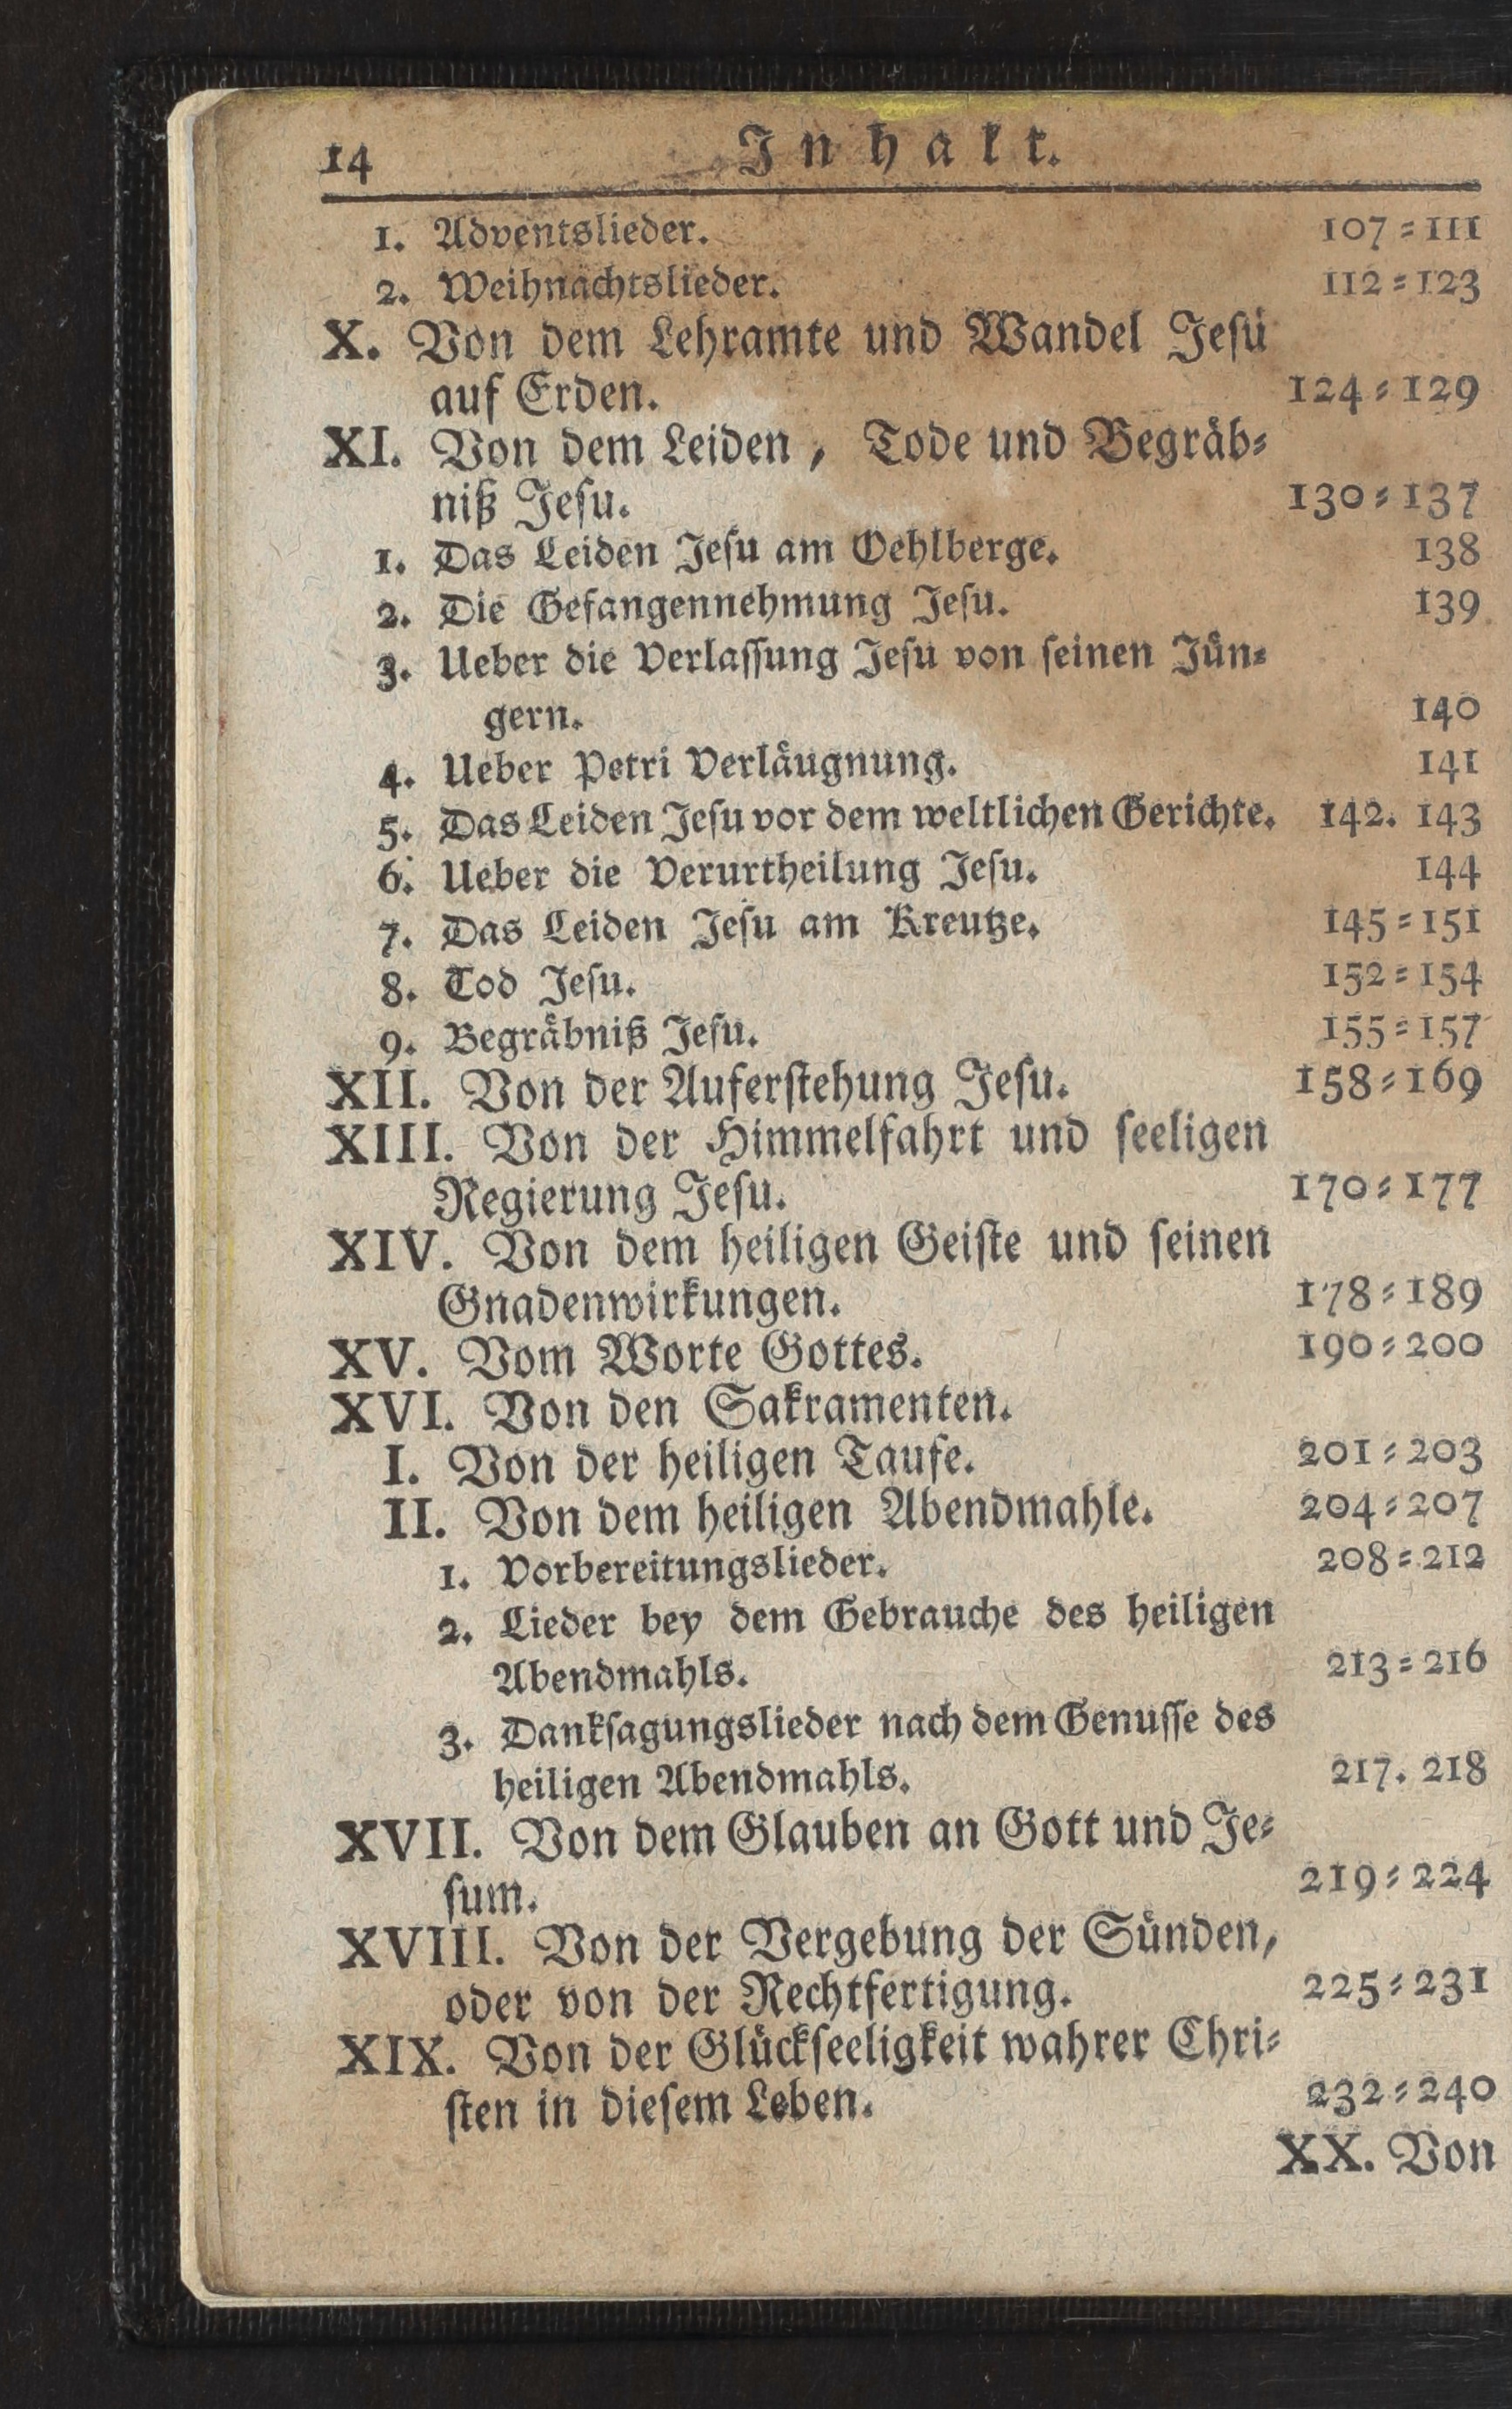 14 Inhalt.
1. Adventslieder. 107⸗111
2. Weihnachtslieder. 112⸗123
X. Von dem Lehramte und Wandel Jeſu
auf Erden. 124⸗129
XI. Von dem Leiden, Tode und Begräb⸗
niß Jeſu. 130⸗137
1. Das Leiden Jeſu am Oehlberge. 138
2. Die Gefangennehmung Jeſu. 139
3. Ueber die Verlaſſung Jeſu von ſeinen Jün⸗
gern. 140
4. Ueber Petri Verläugnung. 141
5. Das Leiden Jeſu vor dem weltlichen Gerichte. 142. 143
6. Ueber die Verurtheilung Jeſu. 144
7. Das Leiden Jeſu am Kreutze. 145⸗151
8. Tod Jeſu. 152⸗154
9. Begräbniß Jeſu. 155⸗157
XII. Von der Auferſtehung Jeſu. 158⸗169
XIII. Von der Himmelfahrt und ſeeligen
Regierung Jeſu. 170⸗177
XIV. Von dem heiligen Geiſte und ſeinen
Gnadenwirkungen. 178⸗189
XV. Vom Worte Gottes. 190⸗200
XVI. Von den Sakramenten.
I. Von der heiligen Taufe. 201⸗203
II. Von dem heiligen Abendmahle. 204⸗207
1. Vorbereitungslieder. 208⸗212
2. Lieder bey dem Gebrauche des heiligen
Abendmahls. 213⸗216
3. Dankſagungslieder nach dem Genuſſe des
heiligen Abendmahls. 217. 218
XVII. Von dem Glauben an Gott und Je⸗
ſum. 219⸗224
XVIII. Von der Vergebung der Sünden,
oder von der Rechtfertigung. 225⸗231
XIX. Von der Glückſeeligkeit wahrer Chri⸗
ſten in dieſem Leben. 232⸗240
XX. Von